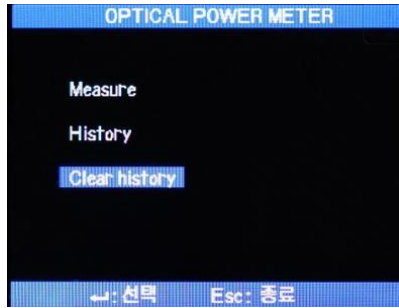 OPTICAL POWER METER
Measure
History
Clear history
↵: 선택 Esc: 종료